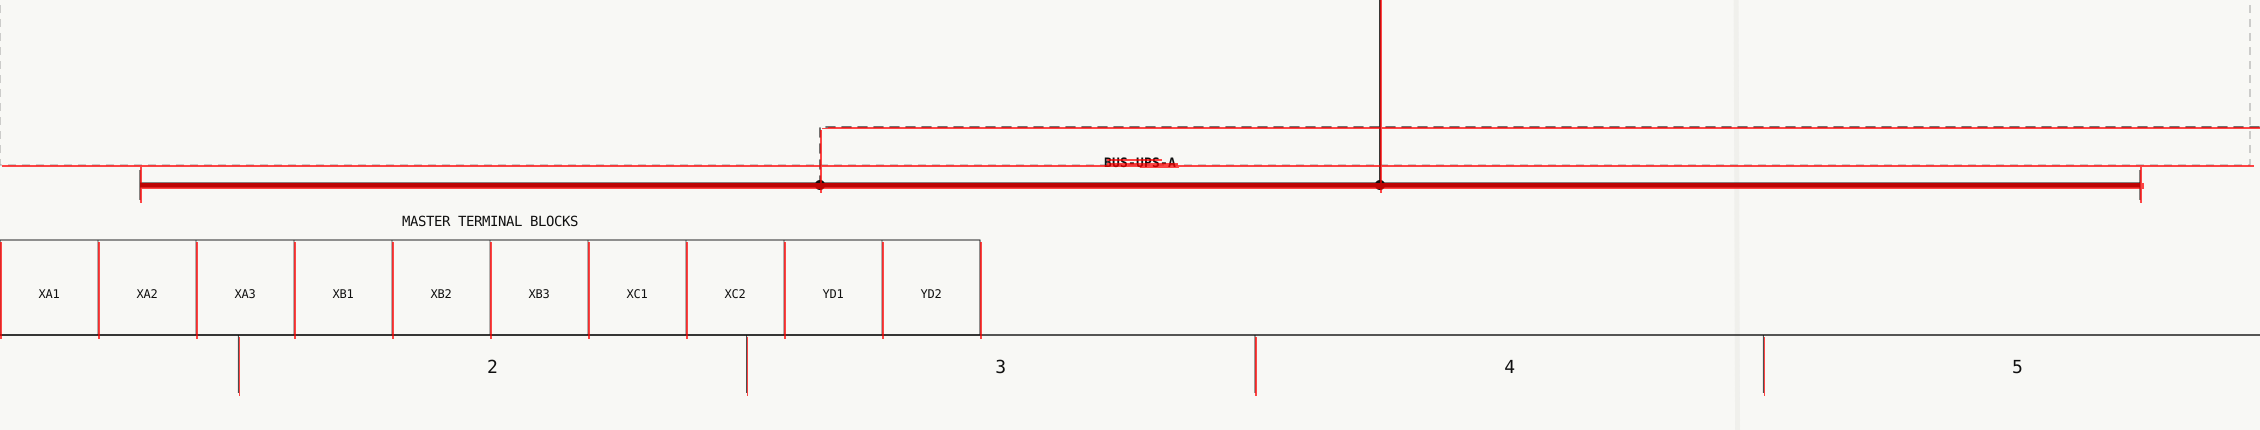 BUS-UPS-A
MASTER TERMINAL BLOCKS
XA1 XA2 XA3 XB1 XB2 XB3 XC1 XC2 YD1 YD2
2 3 4 5